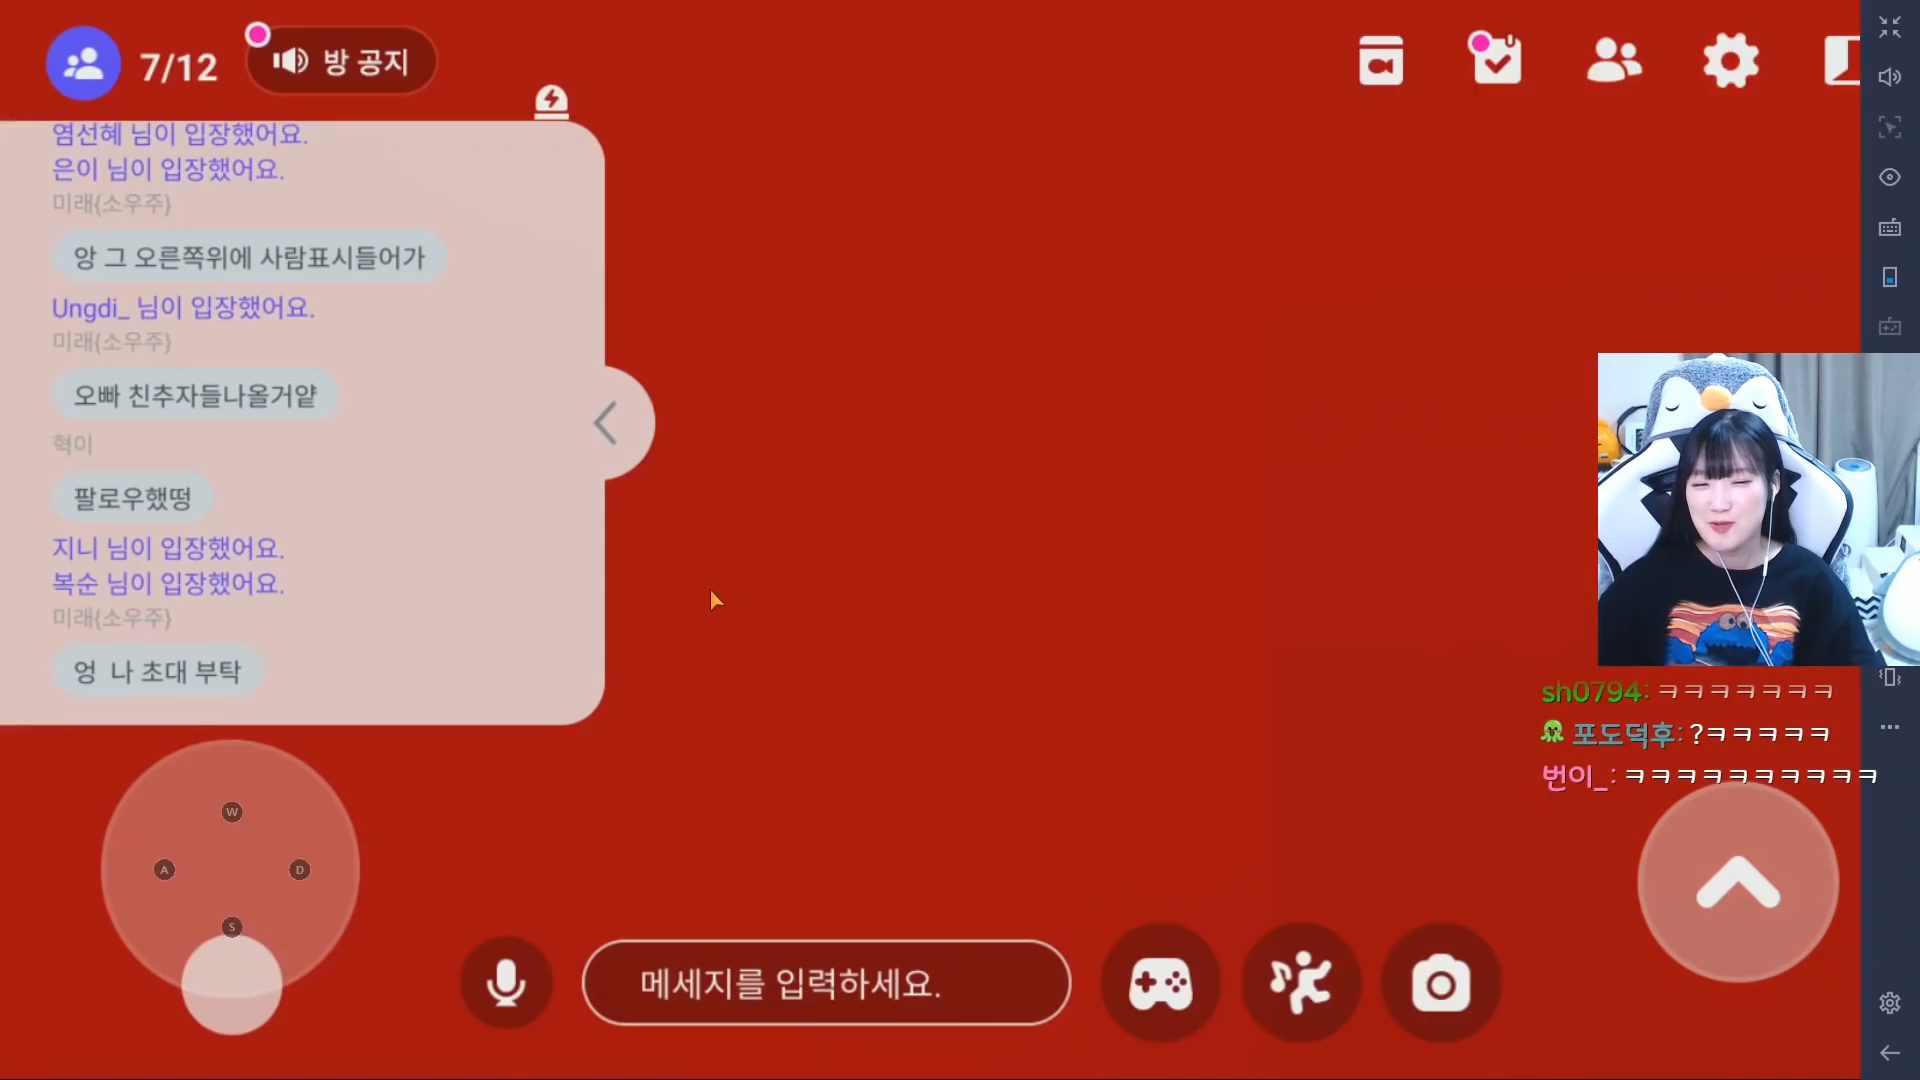 7/12
방 공지
염선혜 님이 입장했어요.
은이 님이 입장했어요.
미래{소우주}
앙 그 오른쪽위에 사람표시들어가
Ungdi_ 님이 입장했어요.
미래{소우주}
오빠 친추자들나올거얕
혁이
팔로우했떵
지니 님이 입장했어요.
복순 님이 입장했어요.
미래{소우주}
엉 나 초대 부탁
sh0794: ㅋㅋㅋㅋㅋㅋㅋ
포도덕후: ?ㅋㅋㅋㅋㅋ
번이_: ㅋㅋㅋㅋㅋㅋㅋㅋㅋㅋ
W
A
D
S
메세지를 입력하세요.